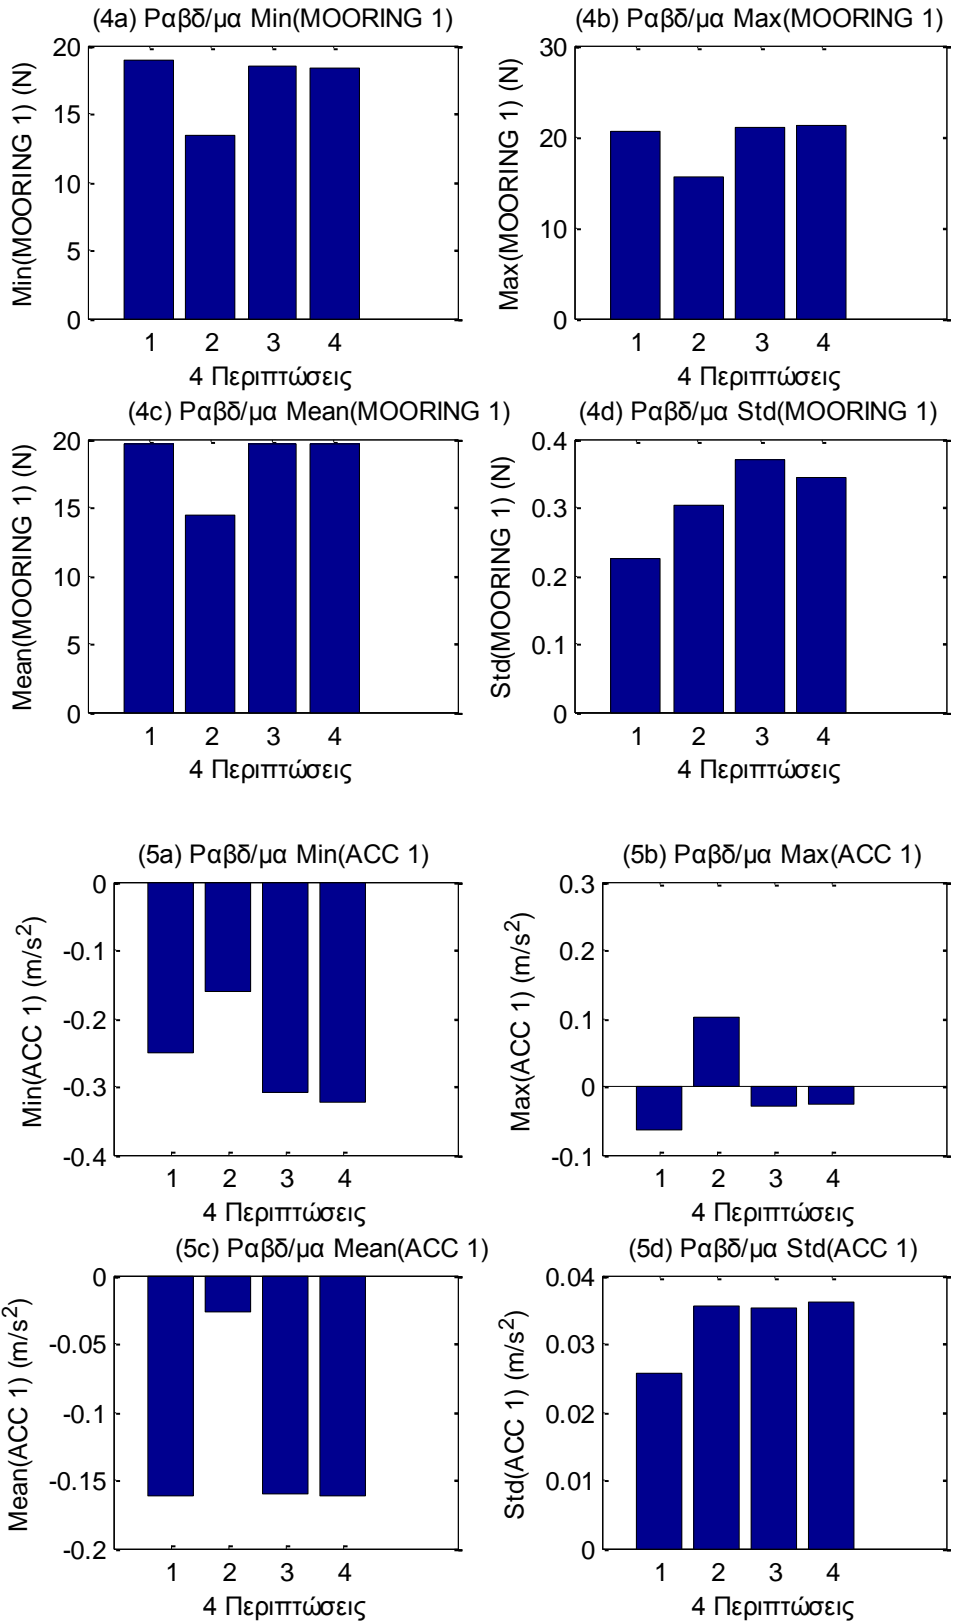 (4a) Ραβδ/μα Min(MOORING 1)
Min(MOORING 1) (N)
20
15
10
5
0
1 2 3 4
4 Περιπτώσεις
(4b) Ραβδ/μα Max(MOORING 1)
Max(MOORING 1) (N)
30
20
10
0
1 2 3 4
4 Περιπτώσεις
(4c) Ραβδ/μα Mean(MOORING 1)
Mean(MOORING 1) (N)
20
15
10
5
0
1 2 3 4
4 Περιπτώσεις
(4d) Ραβδ/μα Std(MOORING 1)
Std(MOORING 1) (N)
0.4
0.3
0.2
0.1
0
1 2 3 4
4 Περιπτώσεις
(5a) Ραβδ/μα Min(ACC 1)
Min(ACC 1) (m/s²)
0
-0.1
-0.2
-0.3
-0.4
1 2 3 4
4 Περιπτώσεις
(5b) Ραβδ/μα Max(ACC 1)
Max(ACC 1) (m/s²)
0.3
0.2
0.1
0
-0.1
1 2 3 4
4 Περιπτώσεις
(5c) Ραβδ/μα Mean(ACC 1)
Mean(ACC 1) (m/s²)
0
-0.05
-0.1
-0.15
-0.2
1 2 3 4
4 Περιπτώσεις
(5d) Ραβδ/μα Std(ACC 1)
Std(ACC 1) (m/s²)
0.04
0.03
0.02
0.01
0
1 2 3 4
4 Περιπτώσεις